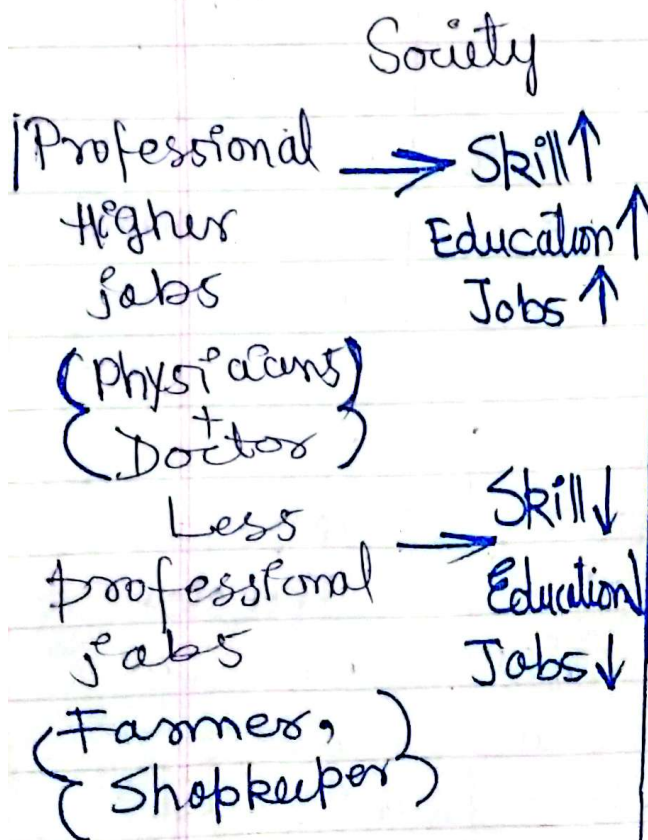 Society
Professional → Skill↑
Higher Education↑
jobs Jobs↑
(Physicians)
+
Doctor
Less Skill↓
professional → Education↓
jobs Jobs↓
(Farmer,
Shopkeeper)